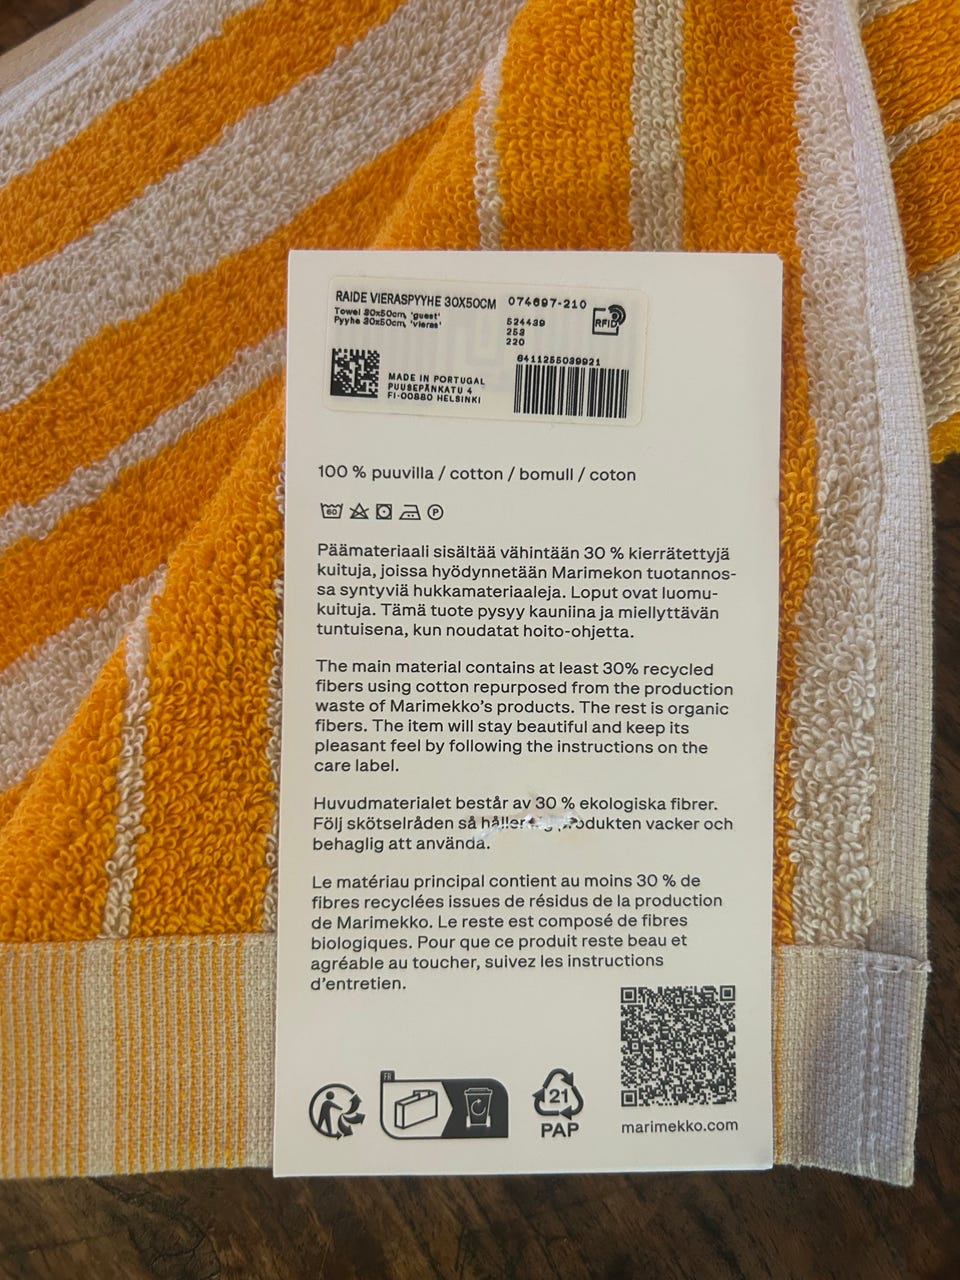 RAIDE VIERASPYYHE 30X50CM
Towel 30x50cm, 'guest'
Pyyhe 30x50cm, 'vieras'
074697-210
524439
253
220
RFID
6411255039921
MADE IN PORTUGAL
PUUSEPÄNKATU 4
FI-00880 HELSINKI
100 % puuvilla / cotton / bomull / coton
60
P
Päämateriaali sisältää vähintään 30 % kierrätettyjä
kuituja, joissa hyödynnetään Marimekon tuotannos-
sa syntyviä hukkamateriaaleja. Loput ovat luomu-
kuituja. Tämä tuote pysyy kauniina ja miellyttävän
tuntuisena, kun noudatat hoito-ohjetta.
The main material contains at least 30% recycled
fibers using cotton repurposed from the production
waste of Marimekko's products. The rest is organic
fibers. The item will stay beautiful and keep its
pleasant feel by following the instructions on the
care label.
Huvudmaterialet består av 30 % ekologiska fibrer.
Följ skötselråden så håller produkten vacker och
behaglig att använda.
Le matériau principal contient au moins 30 % de
fibres recyclées issues de résidus de la production
de Marimekko. Le reste est composé de fibres
biologiques. Pour que ce produit reste beau et
agréable au toucher, suivez les instructions
d'entretien.
FR
21
PAP
marimekko.com